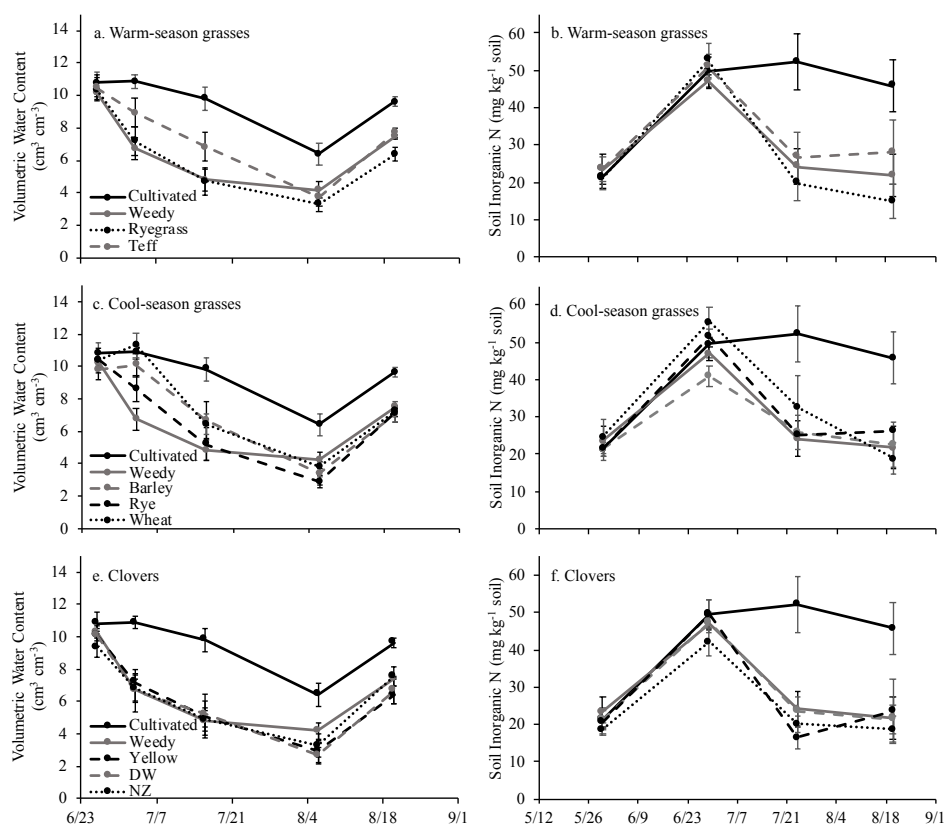 a. Warm-season grasses
Volumetric Water Content
(cm³ cm⁻³)
14
12
10
8
6
4
2
0
Cultivated
Weedy
Ryegrass
Teff
b. Warm-season grasses
Soil Inorganic N (mg kg⁻¹ soil)
60
50
40
30
20
10
0
c. Cool-season grasses
Volumetric Water Content
(cm³ cm⁻³)
14
12
10
8
6
4
2
0
Cultivated
Weedy
Barley
Rye
Wheat
d. Cool-season grasses
Soil Inorganic N (mg kg⁻¹ soil)
60
50
40
30
20
10
0
e. Clovers
Volumetric Water Content
(cm³ cm⁻³)
14
12
10
8
6
4
2
0
Cultivated
Weedy
Yellow
DW
NZ
6/23 7/7 7/21 8/4 8/18 9/1
f. Clovers
Soil Inorganic N (mg kg⁻¹ soil)
60
50
40
30
20
10
0
5/12 5/26 6/9 6/23 7/7 7/21 8/4 8/18 9/1